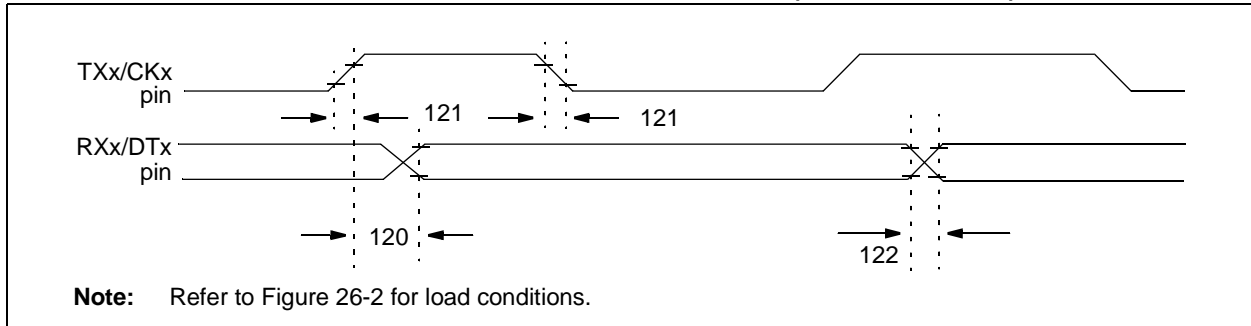 TXx/CKx
pin
121
121
RXx/DTx
pin
120
122
Note: Refer to Figure 26-2 for load conditions.